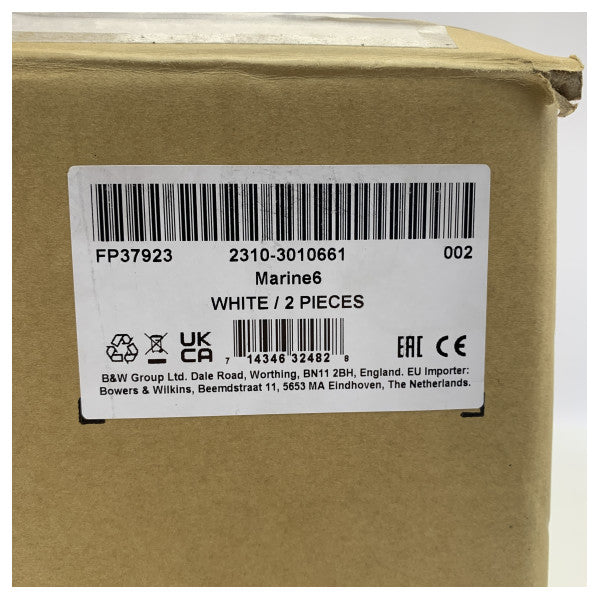 FP37923 2310-3010661 002
Marine6
WHITE / 2 PIECES
UK CA EAC CE
7 14346 32482 8
B&W Group Ltd. Dale Road, Worthing, BN11 2BH, England. EU Importer:
Bowers & Wilkins, Beemdstraat 11, 5653 MA Eindhoven, The Netherlands.